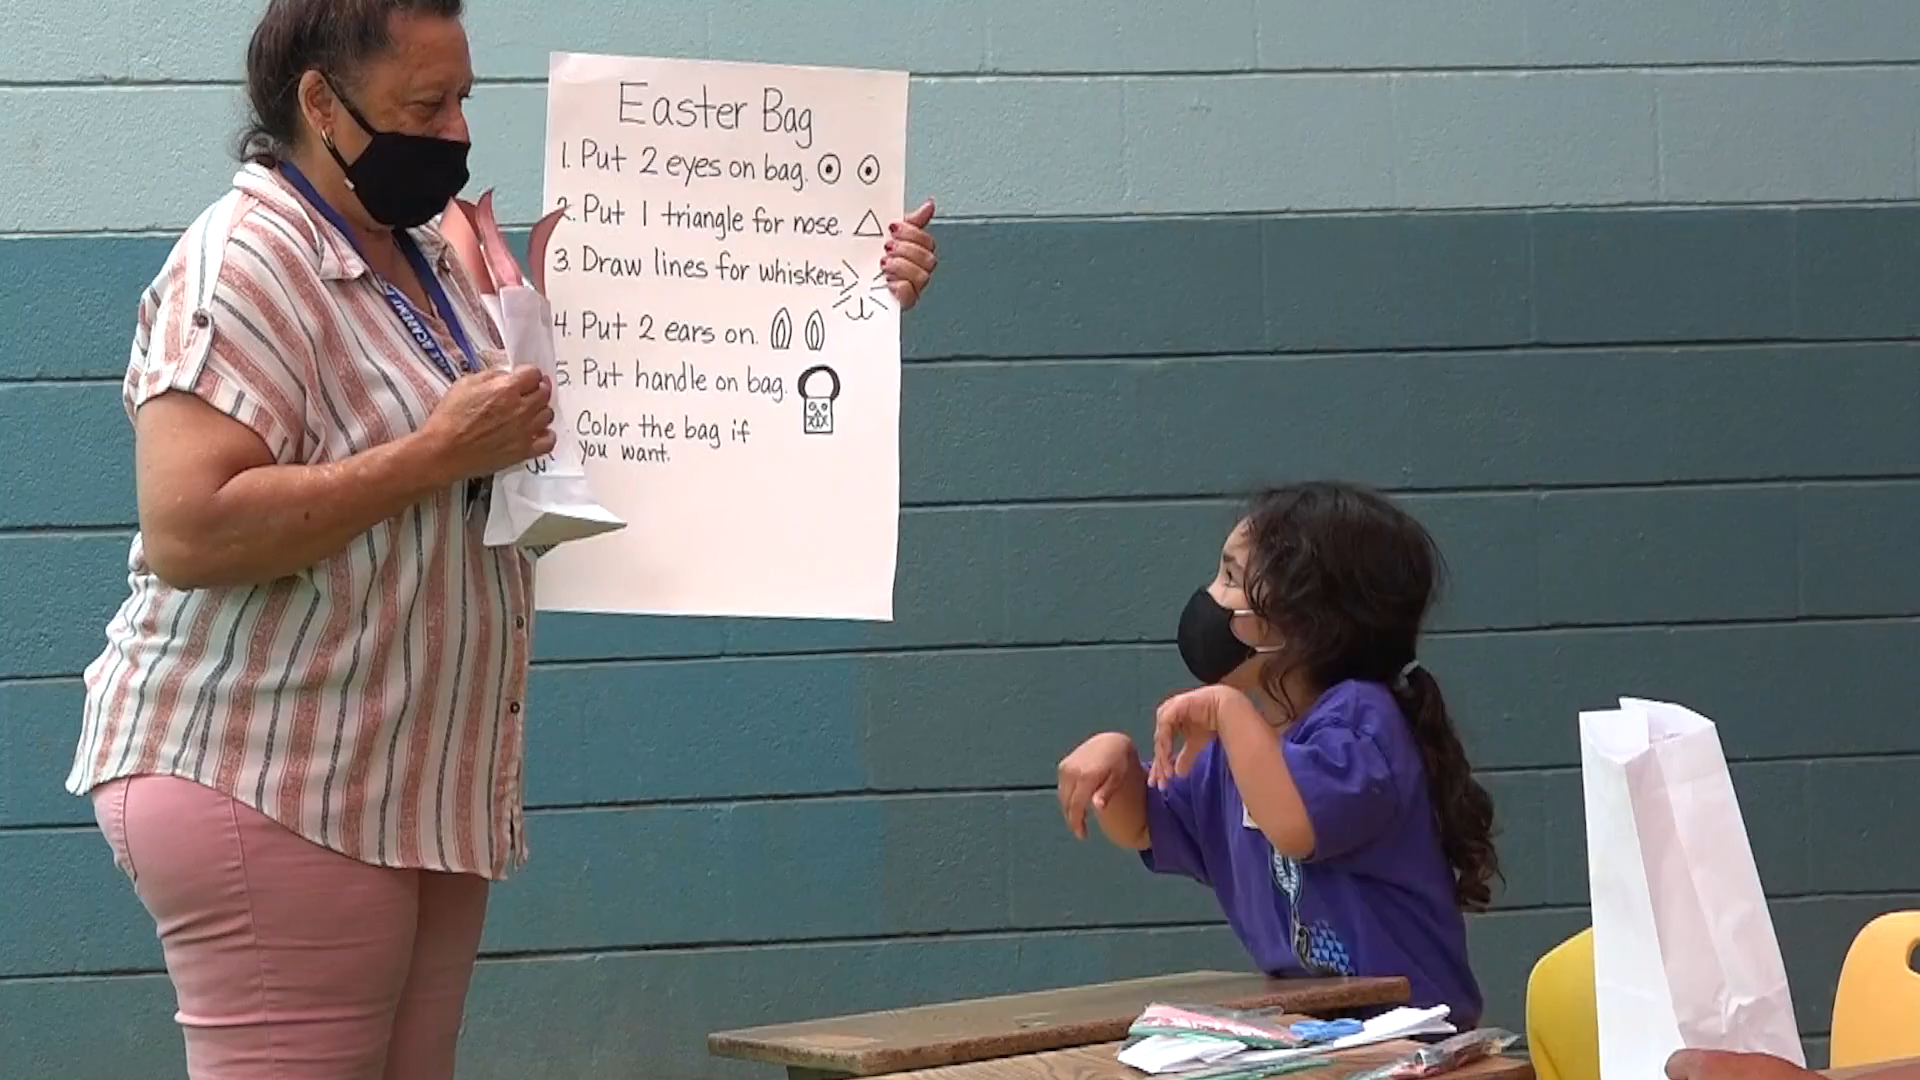 Easter Bag
1. Put 2 eyes on bag.
2. Put 1 triangle for nose.
3. Draw lines for whiskers
4. Put 2 ears on.
5. Put handle on bag.
Color the bag if
you want.
ACADEMY